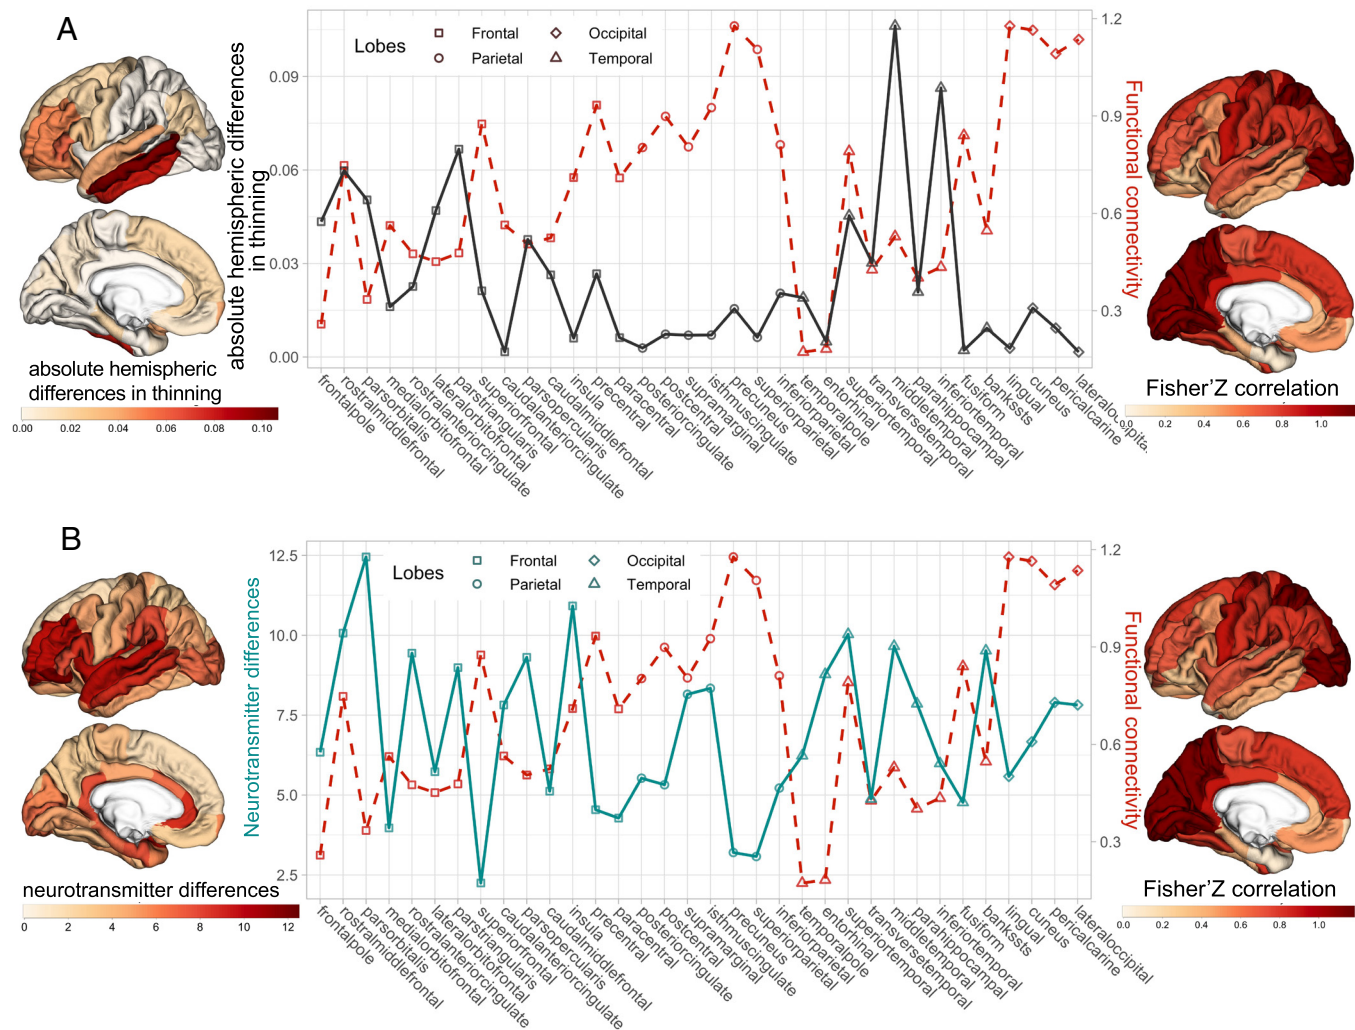 A
absolute hemispheric differences
in thinning
Lobes
Frontal
Parietal
Occipital
Temporal
0.09
0.06
0.03
0.00
1.2
0.9
0.6
0.3
Functional connectivity
absolute hemispheric
differences in thinning
0.00 0.02 0.04 0.06 0.08 0.10
Fisher'Z correlation
0.0 0.2 0.4 0.6 0.8 1.0
frontalpole
rostralmiddlefrontal
parsorbitalis
medialorbitofrontal
rostralanteriorcingulate
lateralorbitofrontal
parstriangularis
superiorfrontal
caudalanteriorcingulate
parsopercularis
caudalmiddlefrontal
insula
precentral
paracentral
posteriorcingulate
postcentral
supramarginal
isthmuscingulate
precuneus
superiorparietal
inferiorparietal
temporalpole
entorhinal
superiortemporal
transversetemporal
middletemporal
parahippocampal
inferiortemporal
fusiform
bankssts
lingual
cuneus
pericalcarine
B
Neurotransmitter differences
Lobes
Frontal
Parietal
Occipital
Temporal
12.5
10.0
7.5
5.0
2.5
1.2
0.9
0.6
0.3
Functional connectivity
neurotransmitter differences
0 2 4 6 8 10 12
Fisher'Z correlation
0.0 0.2 0.4 0.6 0.8 1.0
frontalpole
rostralmiddlefrontal
parsorbitalis
medialorbitofrontal
rostralanteriorcingulate
lateralorbitofrontal
parstriangularis
superiorfrontal
caudalanteriorcingulate
parsopercularis
caudalmiddlefrontal
insula
precentral
paracentral
posteriorcingulate
postcentral
supramarginal
isthmuscingulate
precuneus
superiorparietal
inferiorparietal
temporalpole
entorhinal
superiortemporal
transversetemporal
middletemporal
parahippocampal
inferiortemporal
fusiform
bankssts
lingual
cuneus
pericalcarine
lateraloccipital